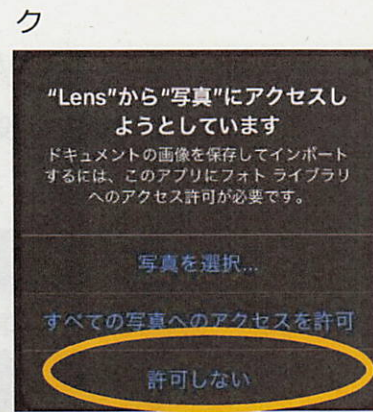 ク
“Lens”から“写真”にアクセスし
ようとしています
ドキュメントの画像を保存してインポート
するには、このアプリにフォト ライブラリ
へのアクセス許可が必要です。
写真を選択...
すべての写真へのアクセスを許可
許可しない